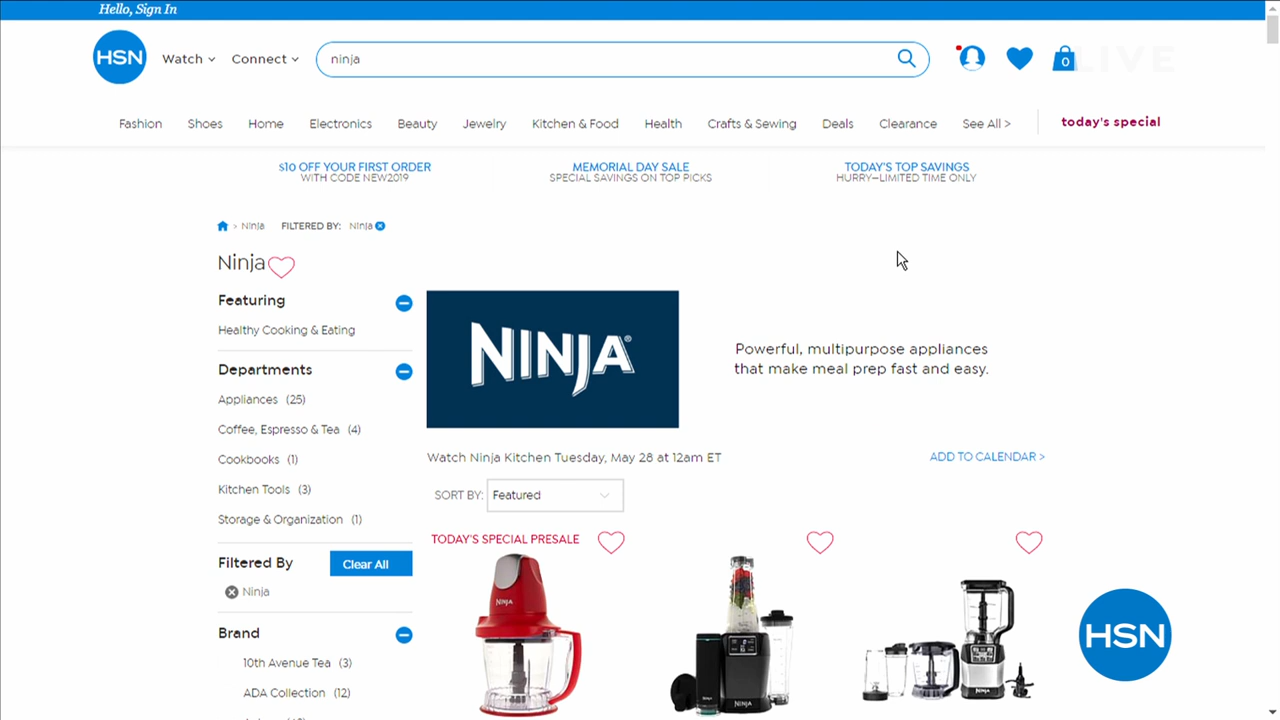 Hello, Sign In
HSN
Watch
Connect
ninja
0
LIVE
Fashion
Shoes
Home
Electronics
Beauty
Jewelry
Kitchen & Food
Health
Crafts & Sewing
Deals
Clearance
See All >
today's special
$10 OFF YOUR FIRST ORDER
WITH CODE NEW2019
MEMORIAL DAY SALE
SPECIAL SAVINGS ON TOP PICKS
TODAY'S TOP SAVINGS
HURRY—LIMITED TIME ONLY
> Ninja
FILTERED BY: Ninja
Ninja
Featuring
Healthy Cooking & Eating
Departments
Appliances (25)
Coffee, Espresso & Tea (4)
Cookbooks (1)
Kitchen Tools (3)
Storage & Organization (1)
Filtered By
Clear All
Ninja
Brand
10th Avenue Tea (3)
ADA Collection (12)
NINJA®
Powerful, multipurpose appliances
that make meal prep fast and easy.
Watch Ninja Kitchen Tuesday, May 28 at 12am ET
ADD TO CALENDAR >
SORT BY: Featured
TODAY'S SPECIAL PRESALE
NINJA
NINJA
NINJA
HSN